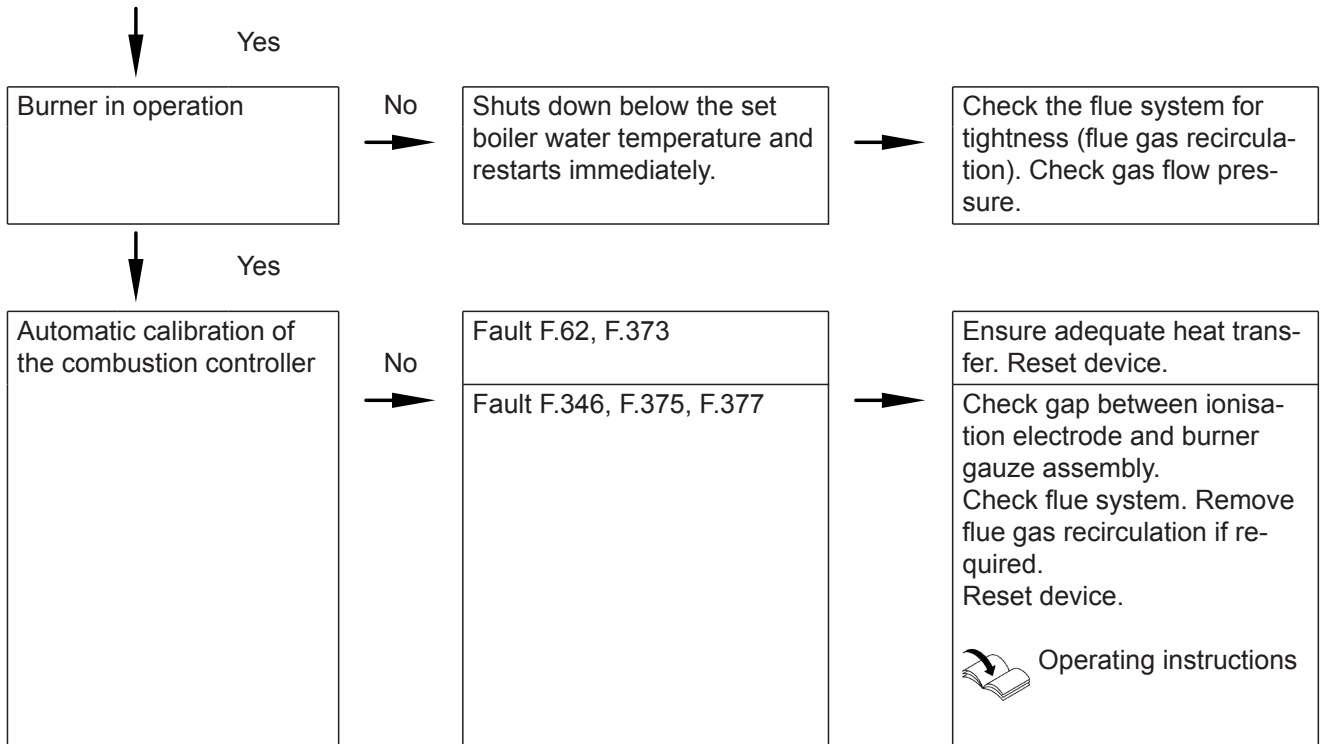 Yes
Burner in operation
No
Shuts down below the set
boiler water temperature and
restarts immediately.
Check the flue system for
tightness (flue gas recircula-
tion). Check gas flow pres-
sure.
Yes
Automatic calibration of
the combustion controller
No
Fault F.62, F.373
Ensure adequate heat trans-
fer. Reset device.
Fault F.346, F.375, F.377
Check gap between ionisa-
tion electrode and burner
gauze assembly.
Check flue system. Remove
flue gas recirculation if re-
quired.
Reset device.
Operating instructions